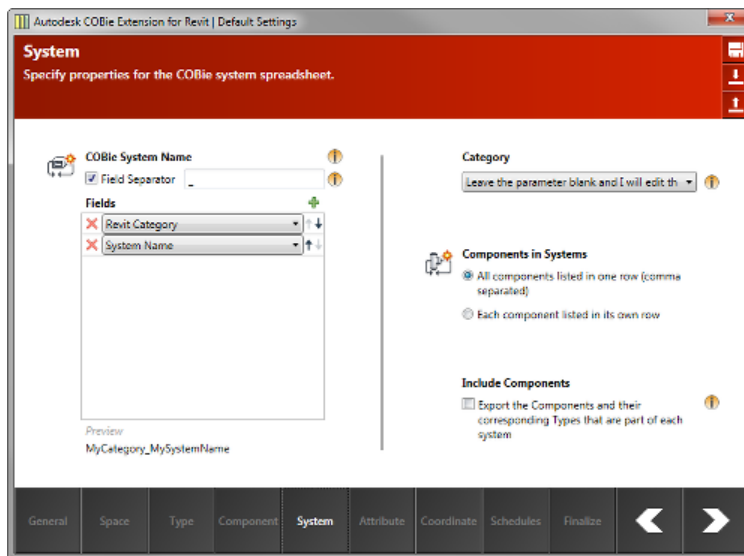 Autodesk COBie Extension for Revit | Default Settings
System
Specify properties for the COBie system spreadsheet.
COBie System Name
Field Separator
_
Fields
Revit Category
System Name
Preview
MyCategory_MySystemName
Category
Leave the parameter blank and I will edit th
Components in Systems
All components listed in one row (comma
separated)
Each component listed in its own row
Include Components
Export the Components and their
corresponding Types that are part of each
system
General
Space
Type
Component
System
Attribute
Coordinate
Schedules
Finalize